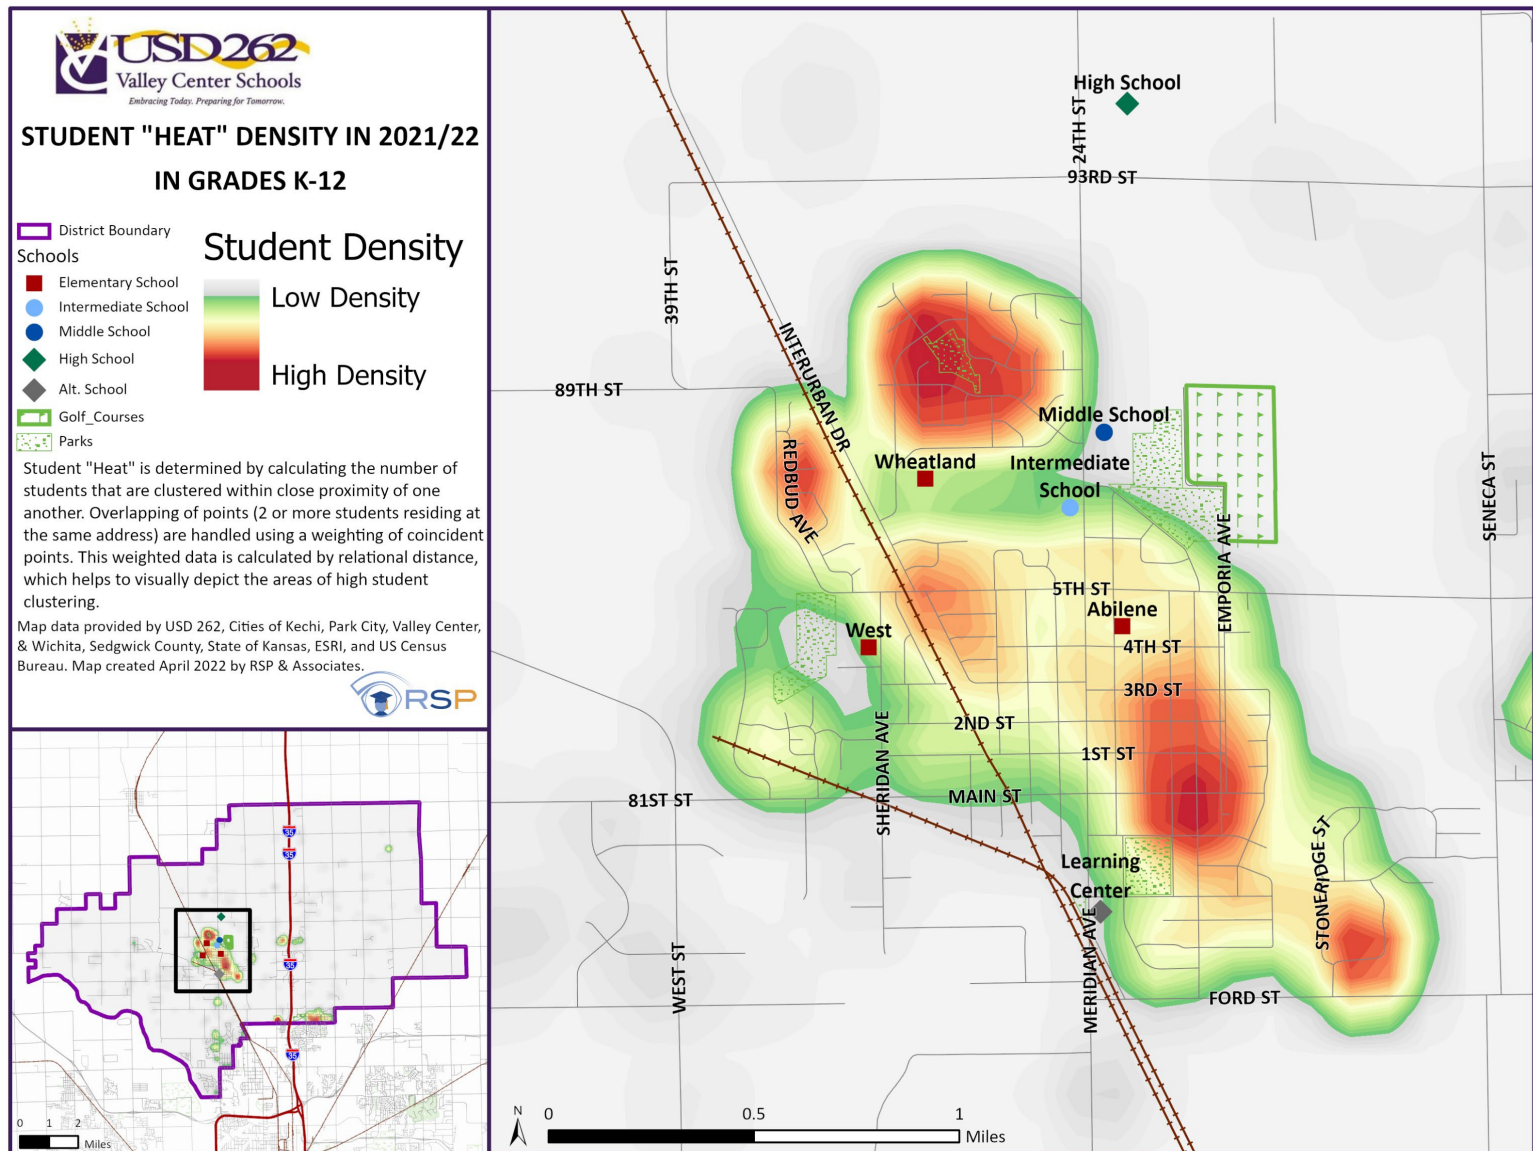 USD262
VC
Valley Center Schools
Embracing Today. Preparing for Tomorrow.
STUDENT "HEAT" DENSITY IN 2021/22
IN GRADES K-12
District Boundary
Schools
Elementary School
Intermediate School
Middle School
High School
Alt. School
Golf_Courses
Parks
Student Density
Low Density
High Density
Student "Heat" is determined by calculating the number of
students that are clustered within close proximity of one
another. Overlapping of points (2 or more students residing at
the same address) are handled using a weighting of coincident
points. This weighted data is calculated by relational distance,
which helps to visually depict the areas of high student
clustering.
Map data provided by USD 262, Cities of Kechi, Park City, Valley Center,
& Wichita, Sedgwick County, State of Kansas, ESRI, and US Census
Bureau. Map created April 2022 by RSP & Associates.
RSP
35
35
35
35
0 1 2
Miles
High School
24TH ST
93RD ST
39TH ST
INTERURBAN DR
89TH ST
Middle School
REDBUD AVE
Wheatland
Intermediate
School
SENECA ST
EMPORIA AVE
5TH ST
Abilene
West
4TH ST
3RD ST
2ND ST
SHERIDAN AVE
1ST ST
81ST ST
MAIN ST
Learning
Center
STONERIDGE ST
WEST ST
MERIDIAN AVE
FORD ST
N
0 0.5 1
Miles